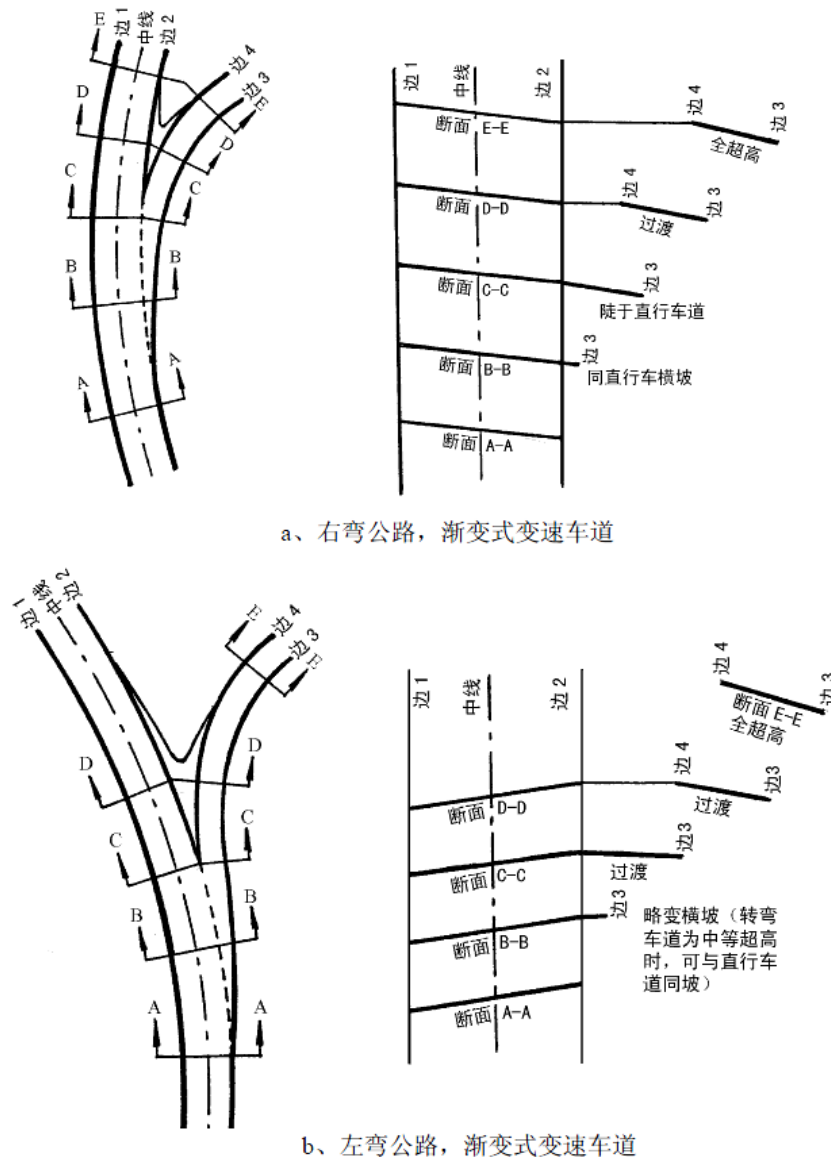 E
边1
中线
边2
边4
边3
E
D
D
C
C
B
B
A
A
边1
中线
边2
边4
边3
断面 E-E
全超高
边4
边3
断面 D-D
过渡
边3
断面 C-C
陡于直行车道
边3
断面 B-B
同直行车横坡
断面 A-A
a、右弯公路，渐变式变速车道
边1
中线
边2
E
边4
边3
E
D
D
C
C
B
B
A
A
边1
中线
边2
边4
边3
断面 E-E
全超高
边4
边3
断面 D-D
过渡
边3
断面 C-C
过渡
边3
断面 B-B
略变横坡（转弯
车道为中等超高
时，可与直行车
道同坡）
断面 A-A
b、左弯公路，渐变式变速车道